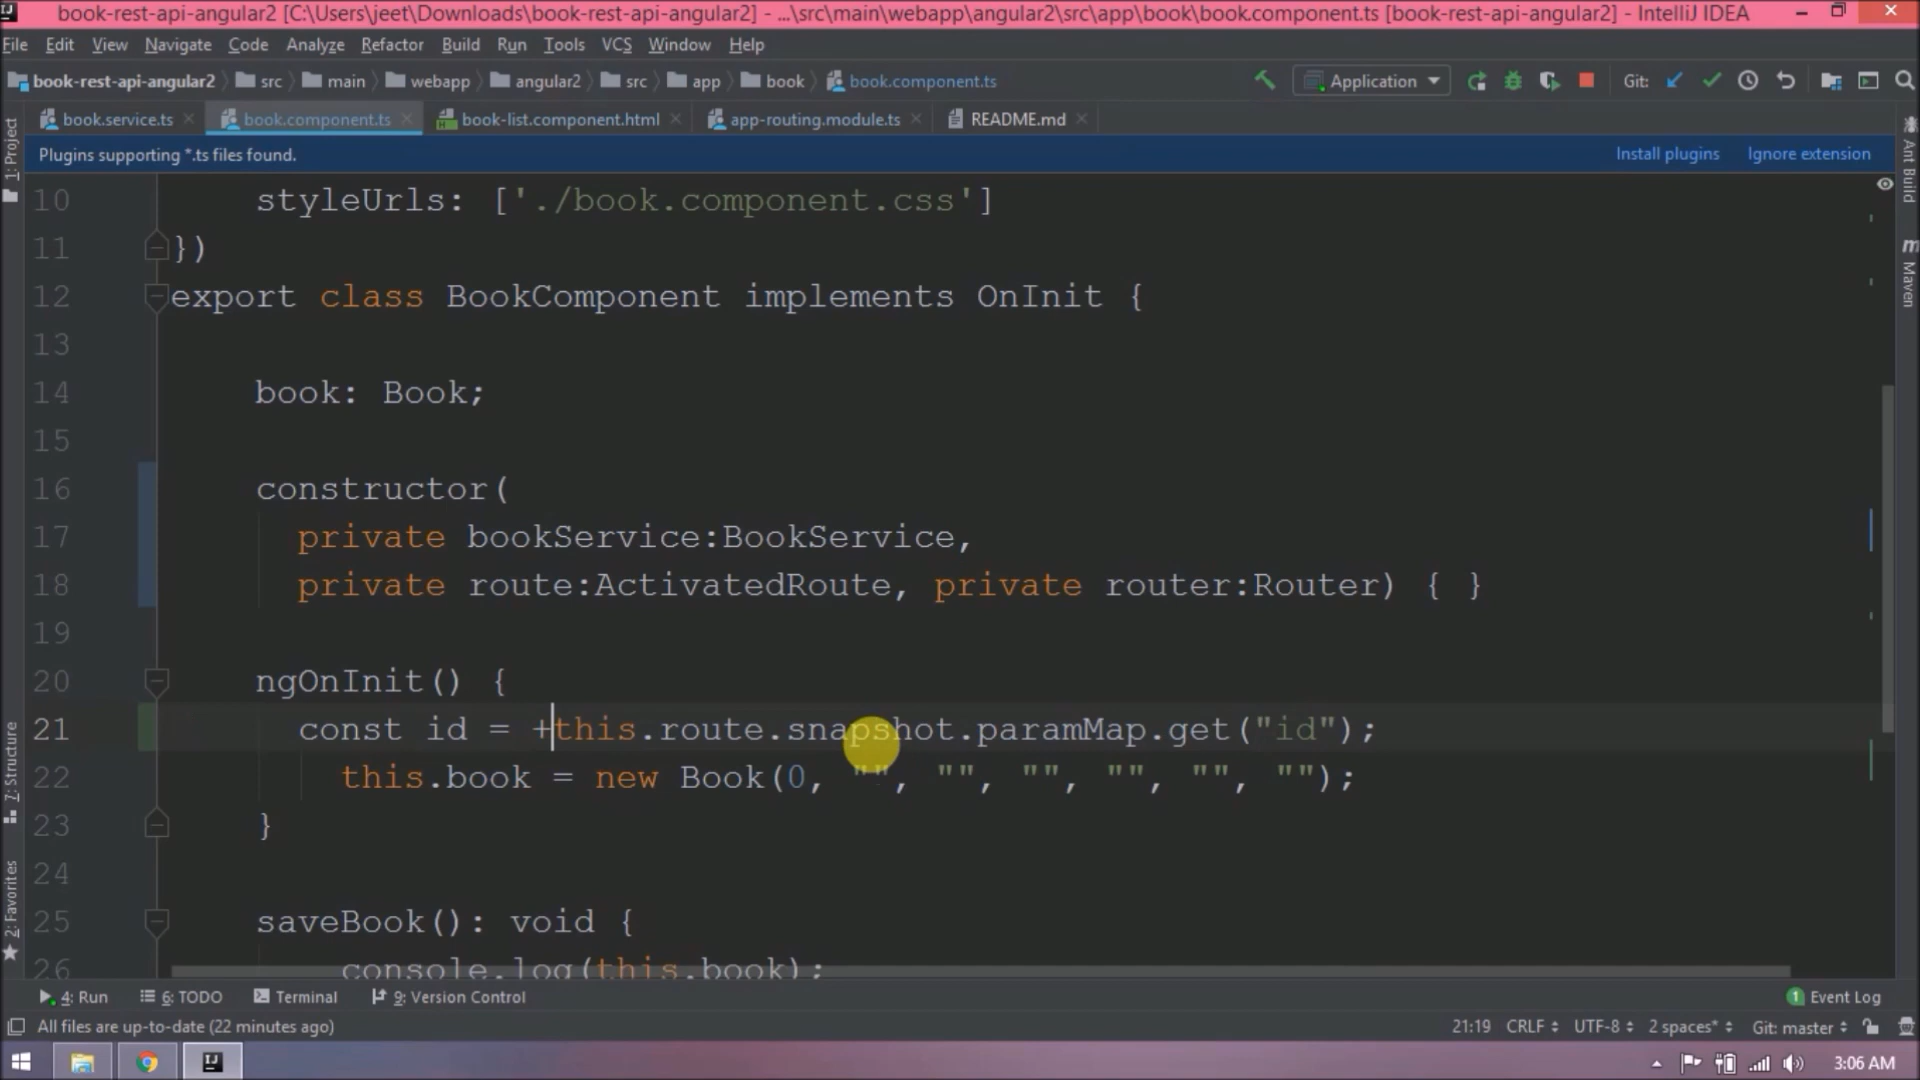 book-rest-api-angular2 [C:\Users\jeet\Downloads\book-rest-api-angular2] - ...\src\main\webapp\angular2\src\app\book\book.component.ts [book-rest-api-angular2] - IntelliJ IDEA
File Edit View Navigate Code Analyze Refactor Build Run Tools VCS Window Help
book-rest-api-angular2 src main webapp angular2 src app book book.component.ts Application Git:
book.service.ts book.component.ts book-list.component.html app-routing.module.ts README.md
Plugins supporting *.ts files found. Install plugins Ignore extension
10 styleUrls: ['./book.component.css']
11 })
12 export class BookComponent implements OnInit {
13
14 book: Book;
15
16 constructor(
17 private bookService:BookService,
18 private route:ActivatedRoute, private router:Router) { }
19
20 ngOnInit() {
21 const id = +this.route.snapshot.paramMap.get("id");
22 this.book = new Book(0, "", "", "", "", "", "");
23 }
24
25 saveBook(): void {
26 console.log(this.book);
1: Project
7: Structure
2: Favorites
Ant Build
m Maven
4: Run 6: TODO Terminal 9: Version Control 1 Event Log
All files are up-to-date (22 minutes ago) 21:19 CRLF UTF-8 2 spaces* Git: master
3:06 AM